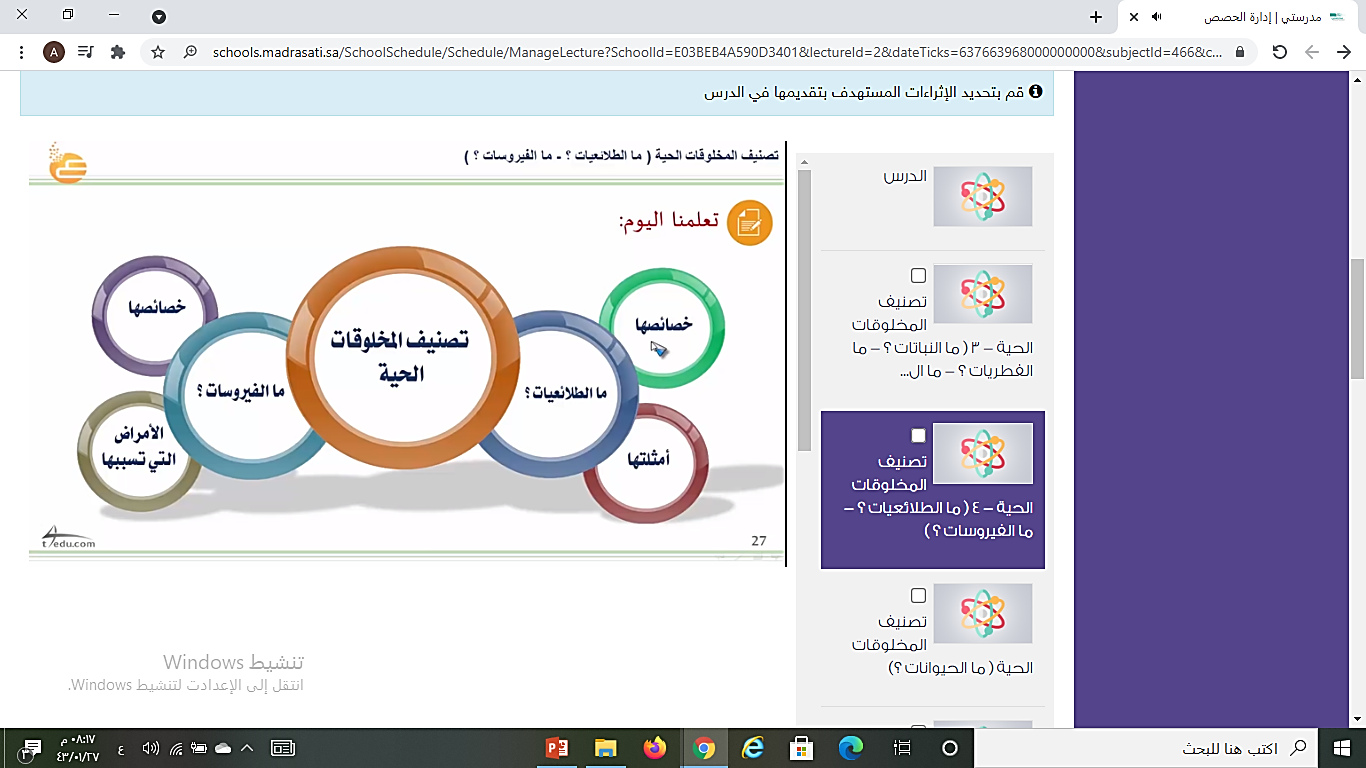 مدرستي | إدارة الحصص
schools.madrasati.sa/SchoolSchedule/Schedule/ManageLecture?SchoolId=E03BEB4A590D3401&lectureId=2&dateTicks=637663968000000000&subjectId=466&c...
A
قم بتحديد الإثراءات المستهدف بتقديمها في الدرس
تصنيف المخلوقات الحية ( ما الطلائعيات ؟ - ما الفيروسات ؟ )
تعلمنا اليوم:
خصائصها
أمثلتها
ما الطلائعيات ؟
تصنيف المخلوقات
الحية
ما الفيروسات ؟
خصائصها
الأمراض
التي تسببها
27
t4edu.com
الدرس
تصنيف
المخلوقات
الحية – ٣ ( ما النباتات ؟ – ما
الفطريات ؟ – ما ال...
تصنيف
المخلوقات
الحية – ٤ ( ما الطلائعيات ؟ –
ما الفيروسات ؟ )
تصنيف
المخلوقات
الحية ( ما الحيوانات ؟)
تنشيط Windows
انتقل إلى الإعدادت لتنشيط Windows.
اكتب هنا للبحث
ع
٠٨:١٧ م
٤٣/٠١/٢٧
٣